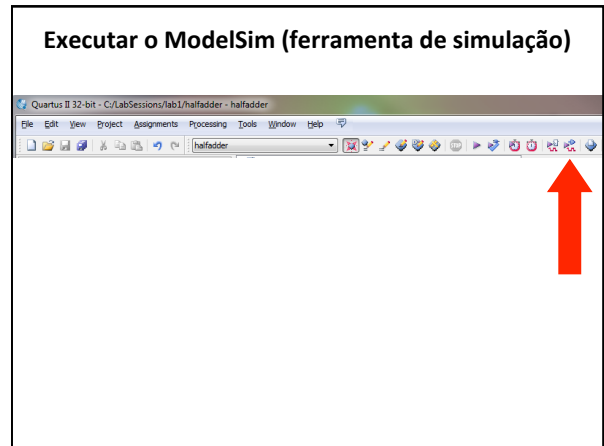 Executar o ModelSim (ferramenta de simulação)
Quartus II 32-bit - C:/LabSessions/lab1/halfadder - halfadder
File Edit View Project Assignments Processing Tools Window Help
halfadder